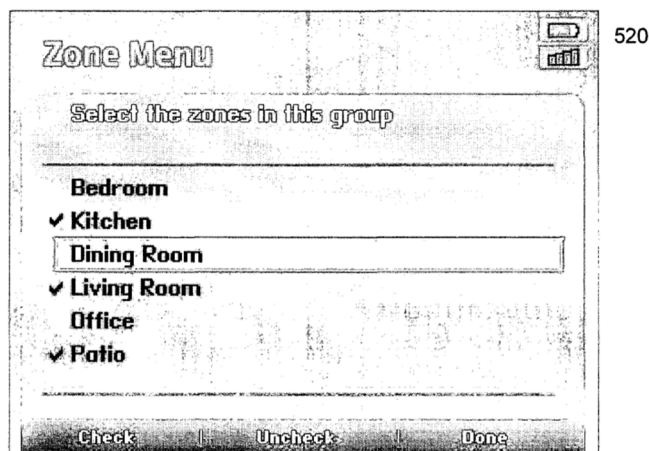 520
Zone Menu
Select the zones in this group
Bedroom
✔ Kitchen
Dining Room
✔ Living Room
Office
✔ Patio
Check | Uncheck | Done